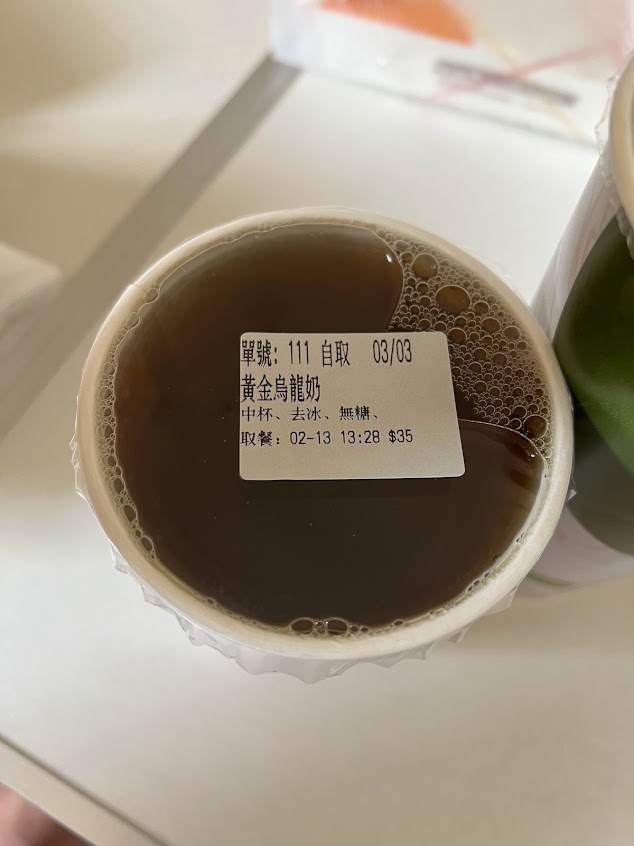 單號: 111 自取 03/03
黃金烏龍奶
中杯、去冰、無糖、
取餐: 02-13 13:28 $35